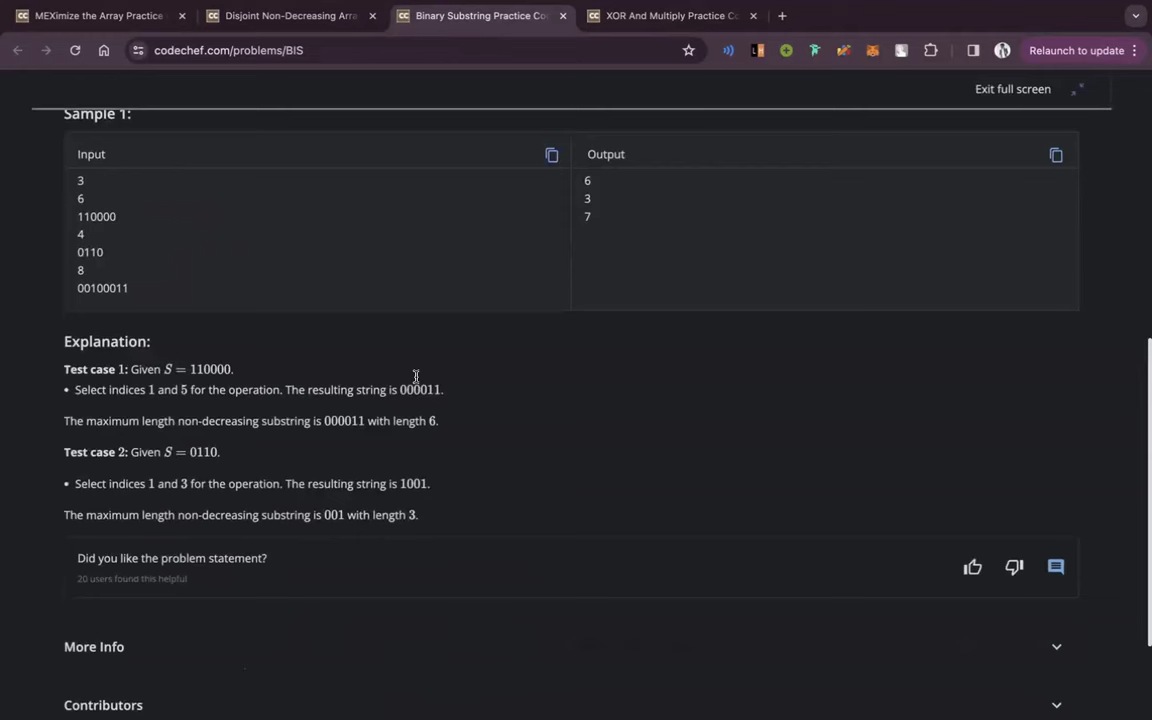 MEXimize the Array Practice
Disjoint Non-Decreasing Arra
Binary Substring Practice Co
XOR And Multiply Practice Co
codechef.com/problems/BIS
Relaunch to update
Exit full screen
Sample 1:
Input
Output
3
6
110000
4
0110
8
00100011
6
3
7
Explanation:
Test case 1: Given S = 110000.
• Select indices 1 and 5 for the operation. The resulting string is 000011.
The maximum length non-decreasing substring is 000011 with length 6.
Test case 2: Given S = 0110.
• Select indices 1 and 3 for the operation. The resulting string is 1001.
The maximum length non-decreasing substring is 001 with length 3.
Did you like the problem statement?
20 users found this helpful
More Info
Contributors